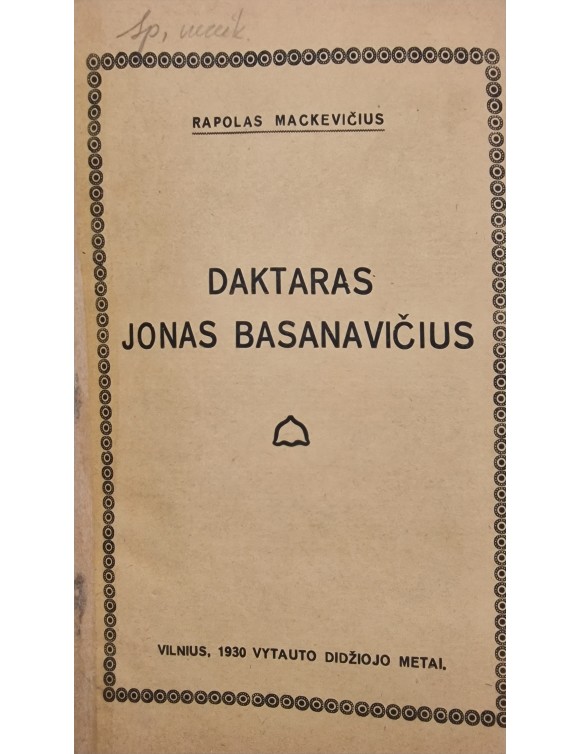 RAPOLAS MACKEVIČIUS
DAKTARAS
JONAS BASANAVIČIUS
VILNIUS, 1930 VYTAUTO DIDŽIOJO METAI.